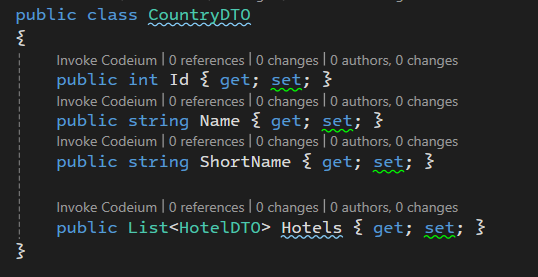 public class CountryDTO
{
Invoke Codeium | 0 references | 0 changes | 0 authors, 0 changes
public int Id { get; set; }
Invoke Codeium | 0 references | 0 changes | 0 authors, 0 changes
public string Name { get; set; }
Invoke Codeium | 0 references | 0 changes | 0 authors, 0 changes
public string ShortName { get; set; }
Invoke Codeium | 0 references | 0 changes | 0 authors, 0 changes
public List<HotelDTO> Hotels { get; set; }
}